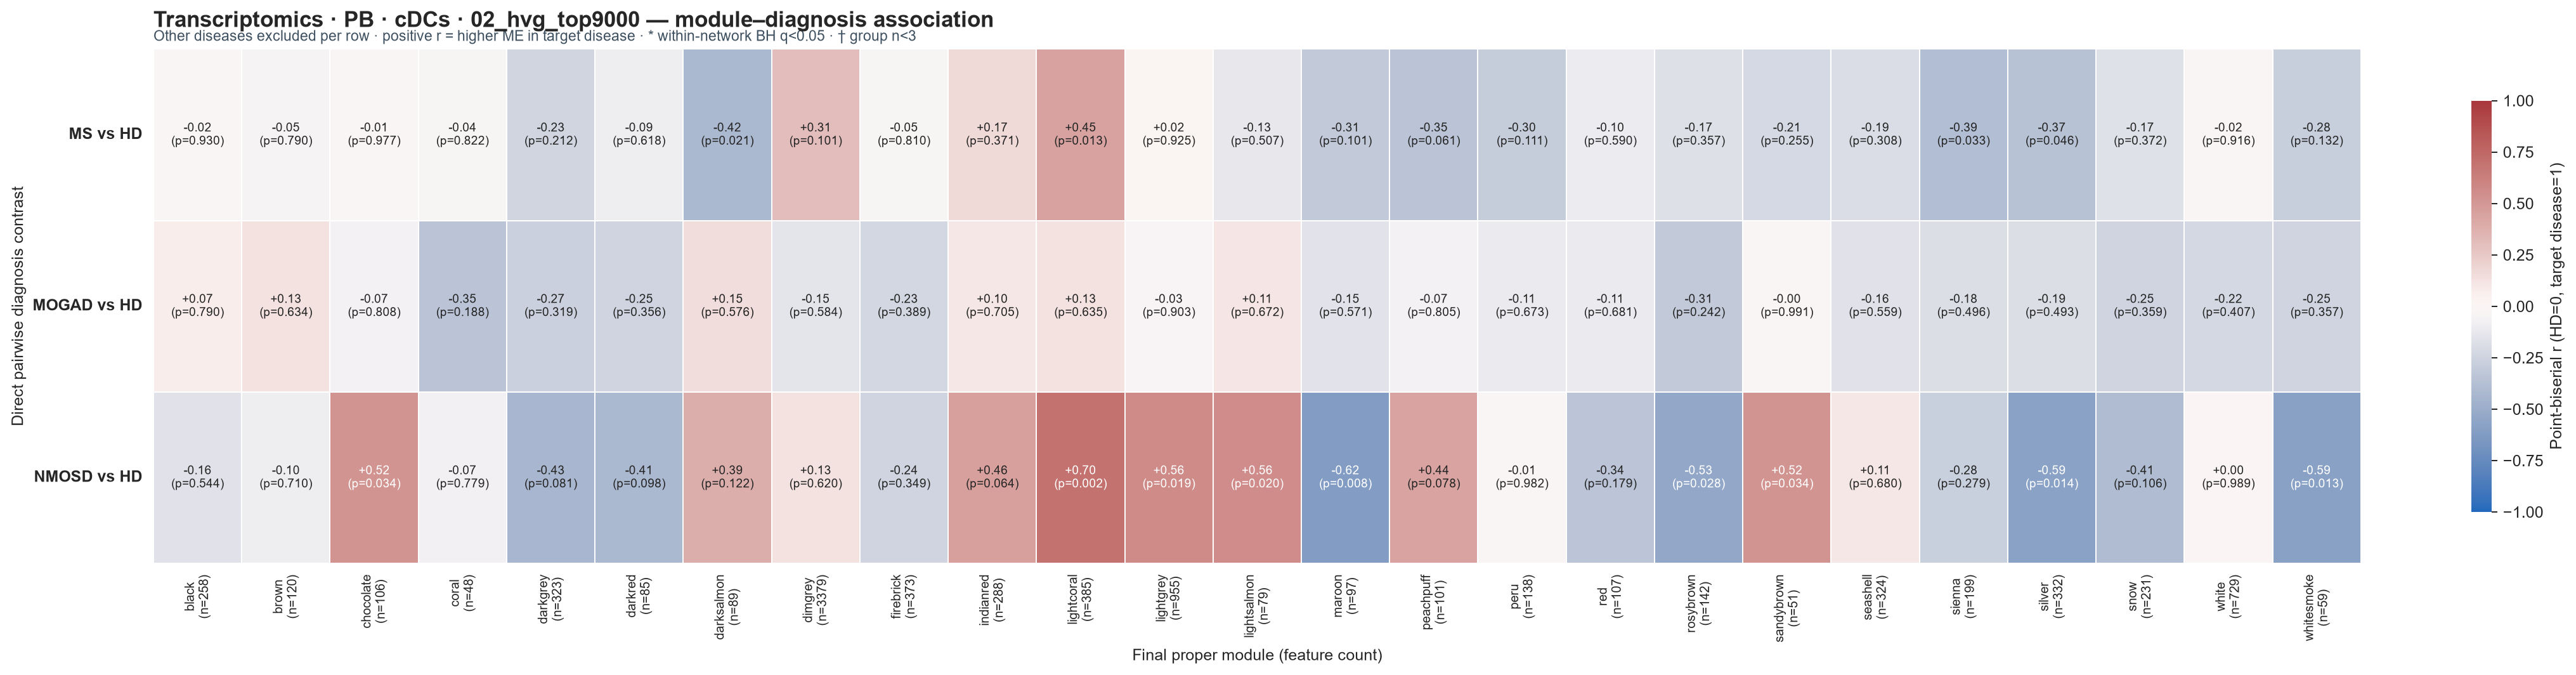 Transcriptomics · PB · cDCs · 02_hvg_top9000 — module–diagnosis association
Other diseases excluded per row · positive r = higher ME in target disease · * within-network BH q<0.05 · † group n<3
Direct pairwise diagnosis contrast
MS vs HD
-0.02 -0.05 -0.01 -0.04 -0.23 -0.09 -0.42 +0.31 -0.05 +0.17 +0.45 +0.02 -0.13 -0.31 -0.35 -0.30 -0.10 -0.17 -0.21 -0.19 -0.39 -0.37 -0.17 -0.02 -0.28
(p=0.930) (p=0.790) (p=0.977) (p=0.822) (p=0.212) (p=0.618) (p=0.021) (p=0.101) (p=0.810) (p=0.371) (p=0.013) (p=0.925) (p=0.507) (p=0.101) (p=0.061) (p=0.111) (p=0.590) (p=0.357) (p=0.255) (p=0.308) (p=0.033) (p=0.046) (p=0.372) (p=0.916) (p=0.132)
MOGAD vs HD
+0.07 +0.13 -0.07 -0.35 -0.27 -0.25 +0.15 -0.15 -0.23 +0.10 +0.13 -0.03 +0.11 -0.15 -0.07 -0.11 -0.11 -0.31 -0.00 -0.16 -0.18 -0.19 -0.25 -0.22 -0.25
(p=0.790) (p=0.634) (p=0.808) (p=0.188) (p=0.319) (p=0.356) (p=0.576) (p=0.584) (p=0.389) (p=0.705) (p=0.635) (p=0.903) (p=0.672) (p=0.571) (p=0.805) (p=0.673) (p=0.681) (p=0.242) (p=0.991) (p=0.559) (p=0.496) (p=0.493) (p=0.359) (p=0.407) (p=0.357)
NMOSD vs HD
-0.16 -0.10 +0.52 -0.07 -0.43 -0.41 +0.39 +0.13 -0.24 +0.46 +0.70 +0.56 +0.56 -0.62 +0.44 -0.01 -0.34 -0.53 +0.52 +0.11 -0.28 -0.59 -0.41 +0.00 -0.59
(p=0.544) (p=0.710) (p=0.034) (p=0.779) (p=0.081) (p=0.098) (p=0.122) (p=0.620) (p=0.349) (p=0.064) (p=0.002) (p=0.019) (p=0.020) (p=0.008) (p=0.078) (p=0.982) (p=0.179) (p=0.028) (p=0.034) (p=0.680) (p=0.279) (p=0.014) (p=0.106) (p=0.989) (p=0.013)
black
(n=258)
brown
(n=120)
chocolate
(n=106)
coral
(n=48)
darkgrey
(n=323)
darkred
(n=85)
darksalmon
(n=89)
dimgrey
(n=3379)
firebrick
(n=373)
indianred
(n=288)
lightcoral
(n=385)
lightgrey
(n=955)
lightsalmon
(n=79)
maroon
(n=97)
peachpuff
(n=101)
peru
(n=138)
red
(n=107)
rosybrown
(n=142)
sandybrown
(n=51)
seashell
(n=324)
sienna
(n=199)
silver
(n=332)
snow
(n=231)
white
(n=729)
whitesmoke
(n=59)
Final proper module (feature count)
1.00
0.75
0.50
0.25
0.00
−0.25
−0.50
−0.75
−1.00
Point-biserial r (HD=0, target disease=1)